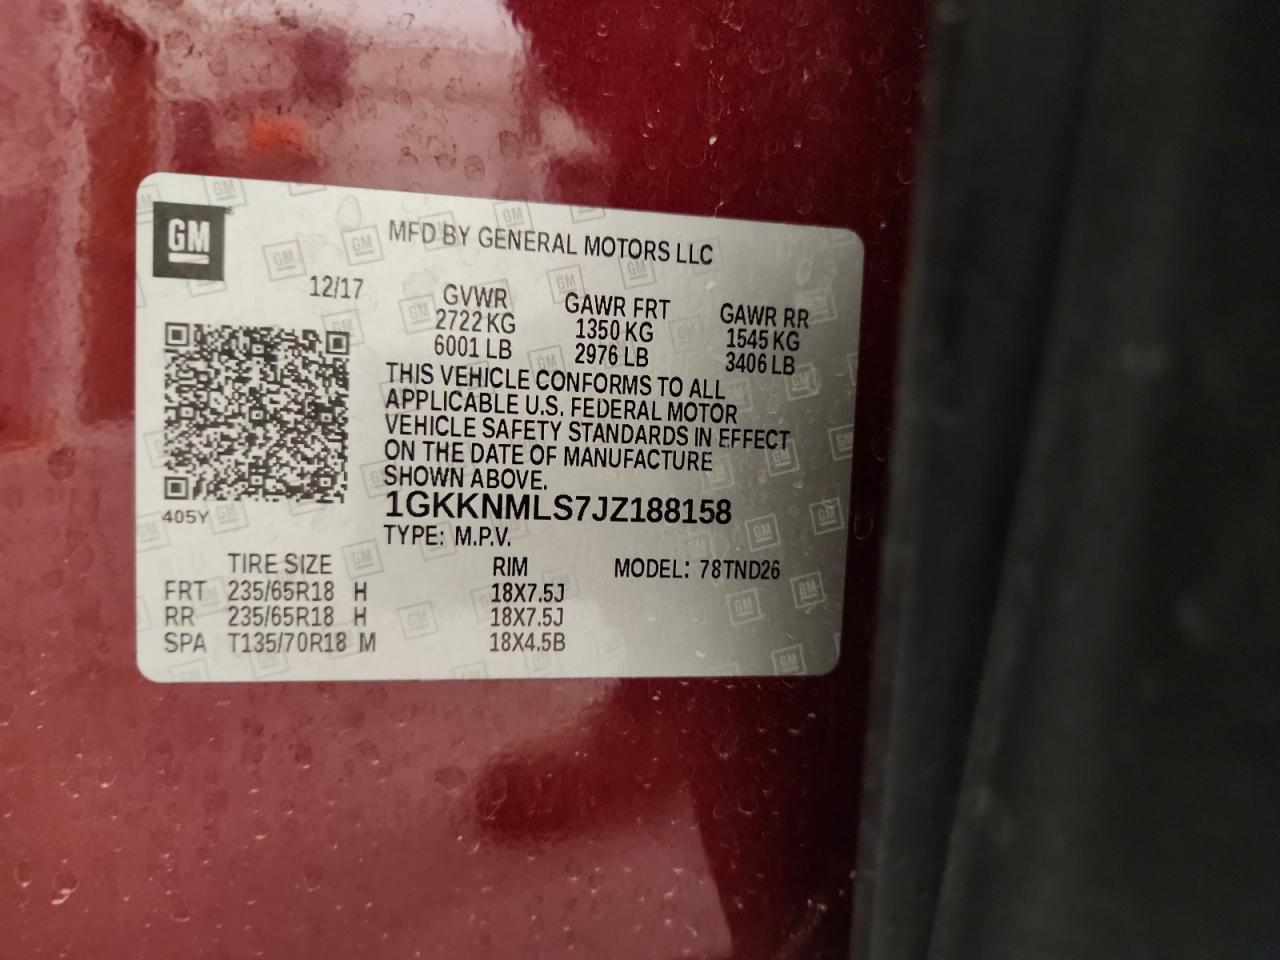 GM
MFD BY GENERAL MOTORS LLC
12/17
GVWR GAWR FRT GAWR RR
2722 KG 1350 KG 1545 KG
6001 LB 2976 LB 3406 LB
THIS VEHICLE CONFORMS TO ALL
APPLICABLE U.S. FEDERAL MOTOR
VEHICLE SAFETY STANDARDS IN EFFECT
ON THE DATE OF MANUFACTURE
SHOWN ABOVE.
1GKKNMLS7JZ188158
405Y
TYPE: M.P.V.
TIRE SIZE RIM MODEL: 78TND26
FRT 235/65R18 H 18X7.5J
RR 235/65R18 H 18X7.5J
SPA T135/70R18 M 18X4.5B